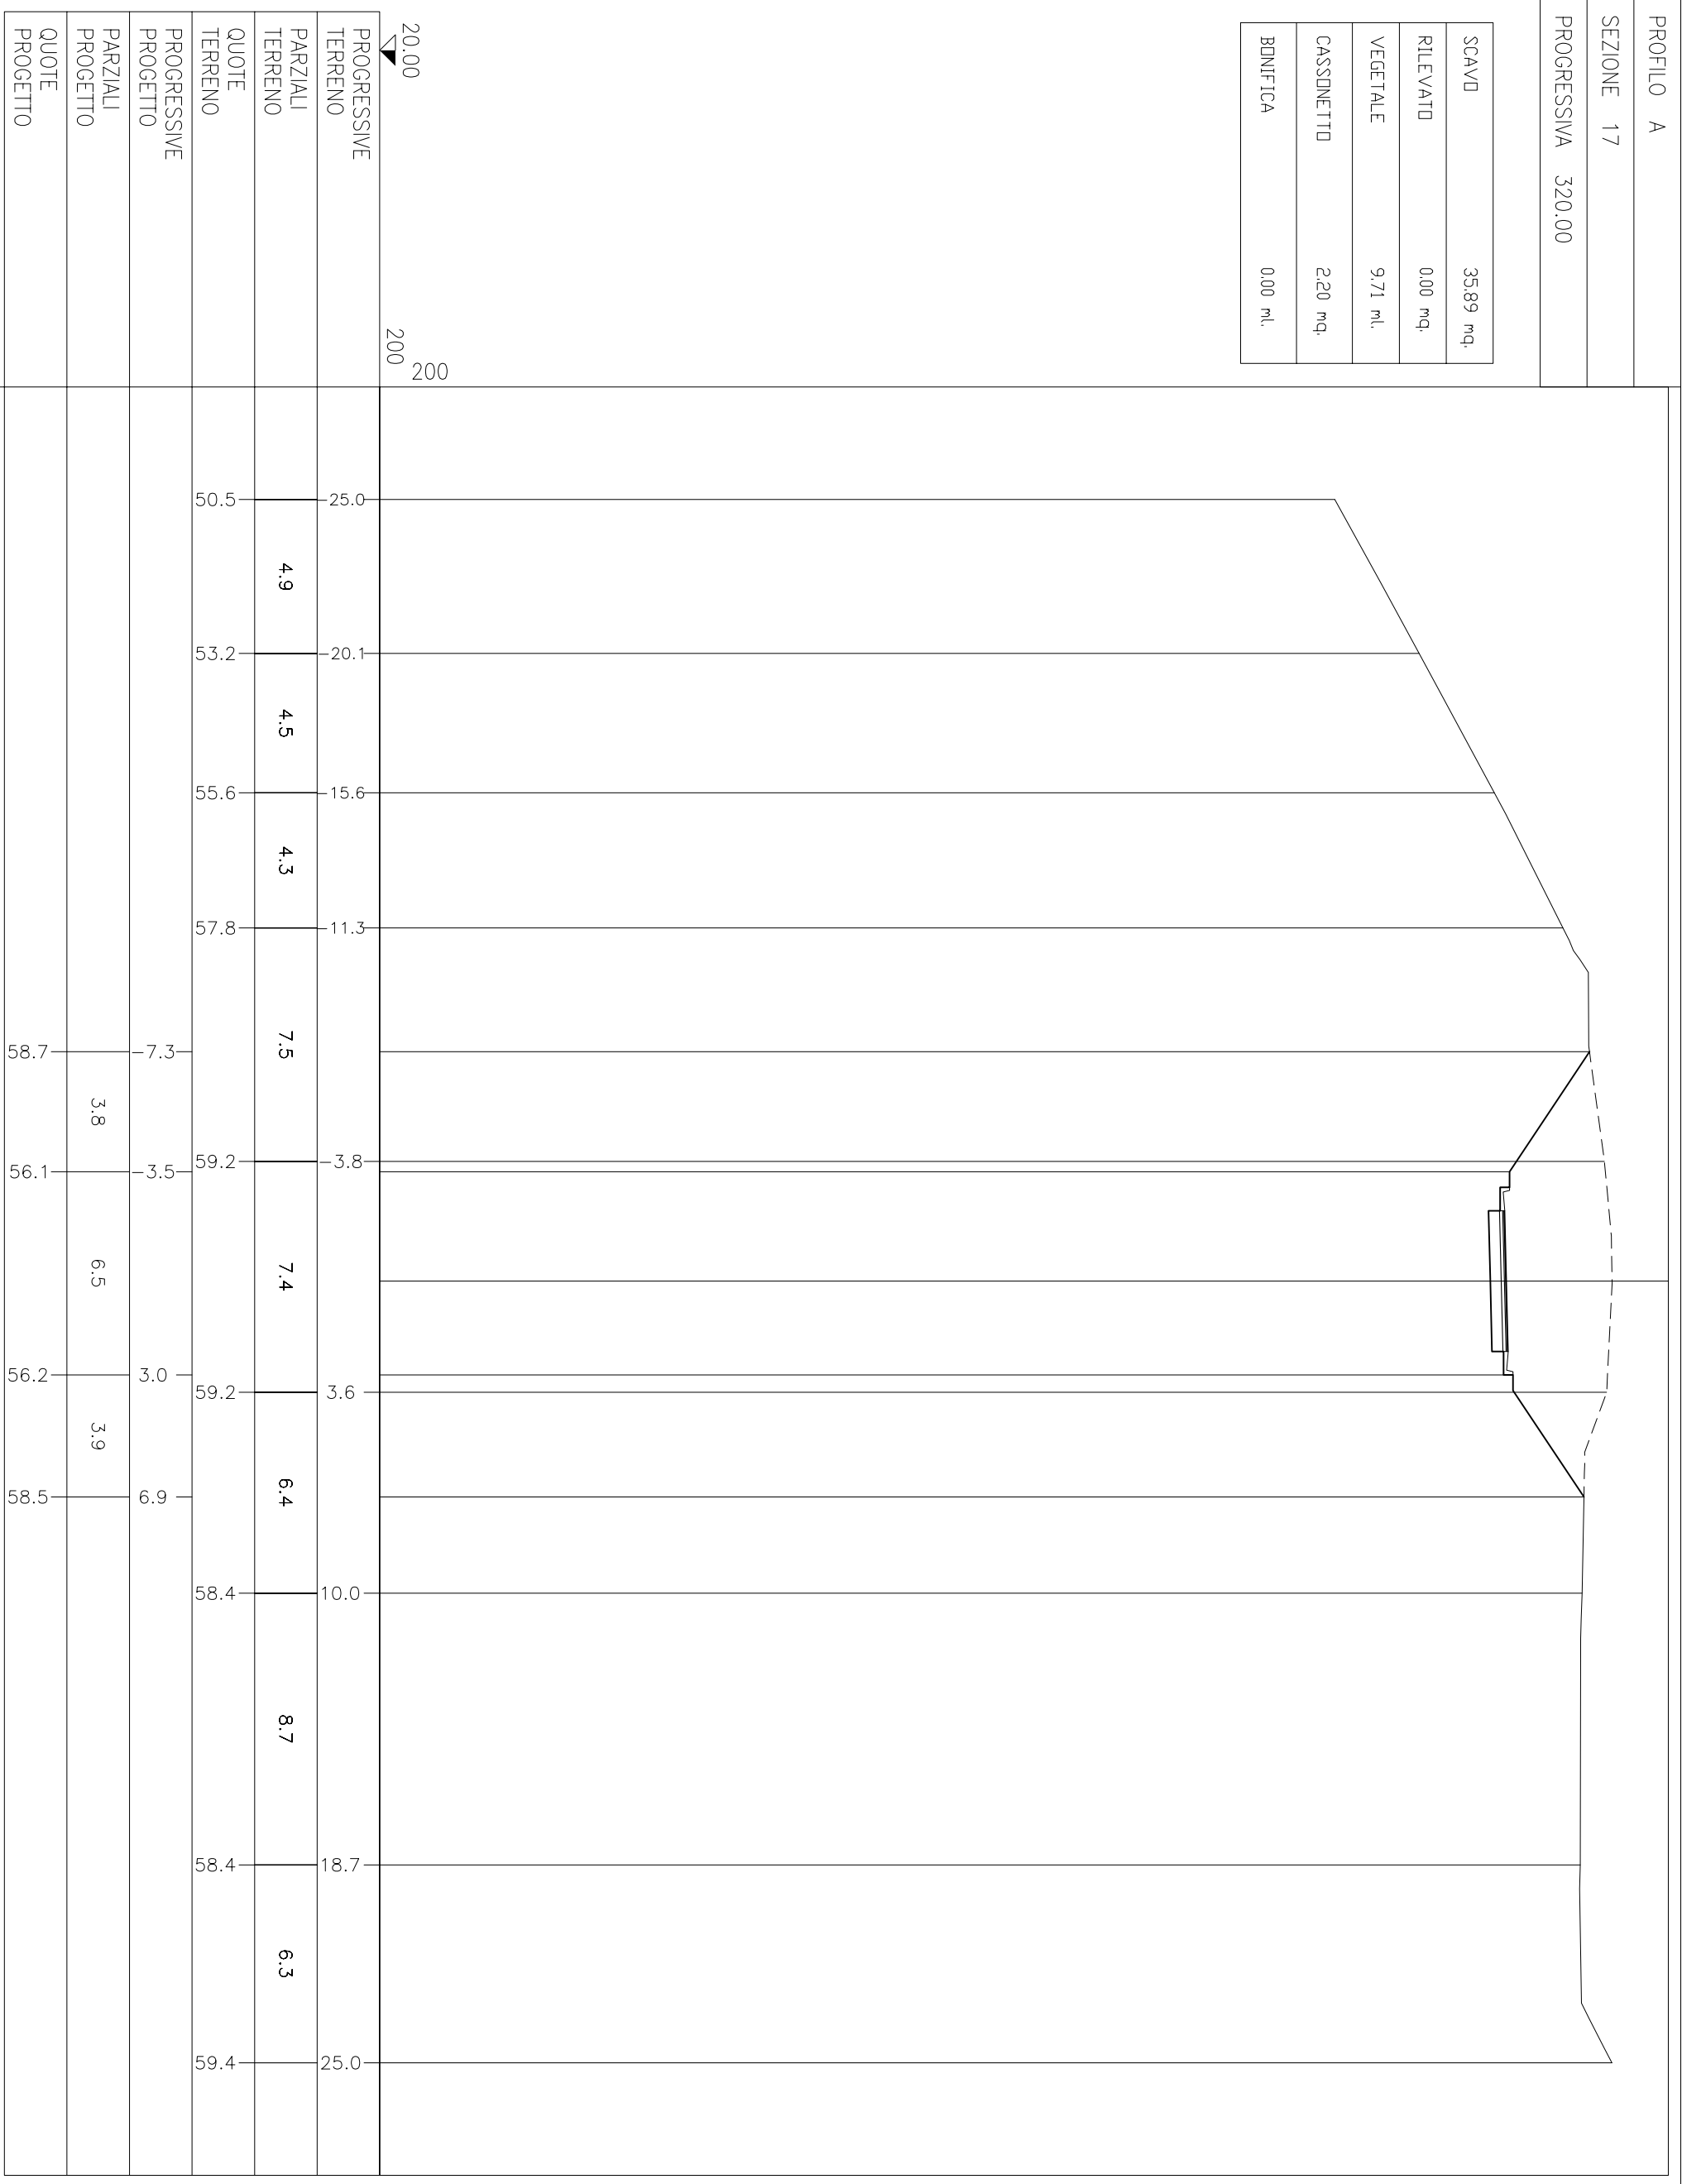 PROFILO A
SEZIONE 17
PROGRESSIVA 320.00
SCAVO 35.89 mq.
RILEVATO 0.00 mq.
VEGETALE 9.71 ml.
CASSONETTO 2.20 mq.
BONIFICA 0.00 ml.
200
200
20.00
PROGRESSIVE
TERRENO
-25.0 -20.1 -15.6 -11.3 -3.8 3.6 10.0 18.7 25.0
PARZIALI
TERRENO
4.9 4.5 4.3 7.5 7.4 6.4 8.7 6.3
QUOTE
TERRENO
50.5 53.2 55.6 57.8 59.2 59.2 58.4 58.4 59.4
PROGRESSIVE
PROGETTO
-7.3 -3.5 3.0 6.9
PARZIALI
PROGETTO
3.8 6.5 3.9
QUOTE
PROGETTO
58.7 56.1 56.2 58.5